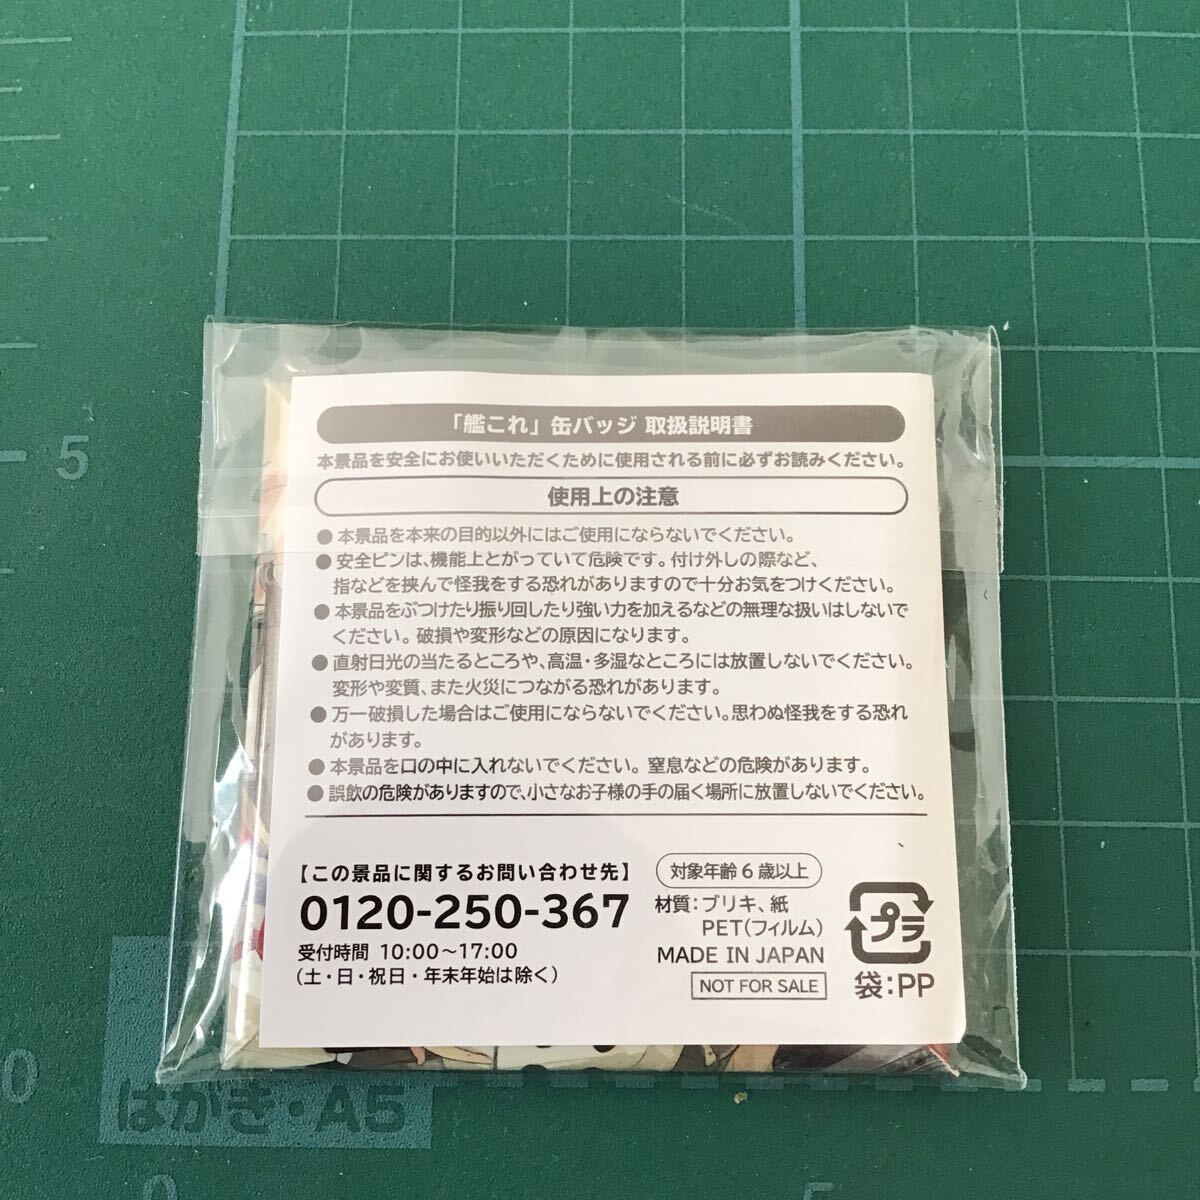 「艦これ」缶バッジ 取扱説明書
本景品を安全にお使いいただくために使用される前に必ずお読みください。
使用上の注意
●本景品を本来の目的以外にはご使用にならないでください。
●安全ピンは、機能上とがっていて危険です。付け外しの際など、
指などを挟んで怪我をする恐れがありますので十分お気をつけください。
●本景品をぶつけたり振り回したり強い力を加えるなどの無理な扱いはしないで
ください。破損や変形などの原因になります。
●直射日光の当たるところや、高温・多湿なところには放置しないでください。
変形や変質、また火災につながる恐れがあります。
●万一破損した場合はご使用にならないでください。思わぬ怪我をする恐れ
があります。
●本景品を口の中に入れないでください。窒息などの危険があります。
●誤飲の危険がありますので、小さなお子様の手の届く場所に放置しないでください。
【この景品に関するお問い合わせ先】
0120-250-367
受付時間 10:00～17:00
(土・日・祝日・年末年始は除く)
対象年齢 6 歳以上
材質：ブリキ、紙
PET(フィルム)
MADE IN JAPAN
NOT FOR SALE
プラ
袋：PP
5
0
はがき・A5
0
5